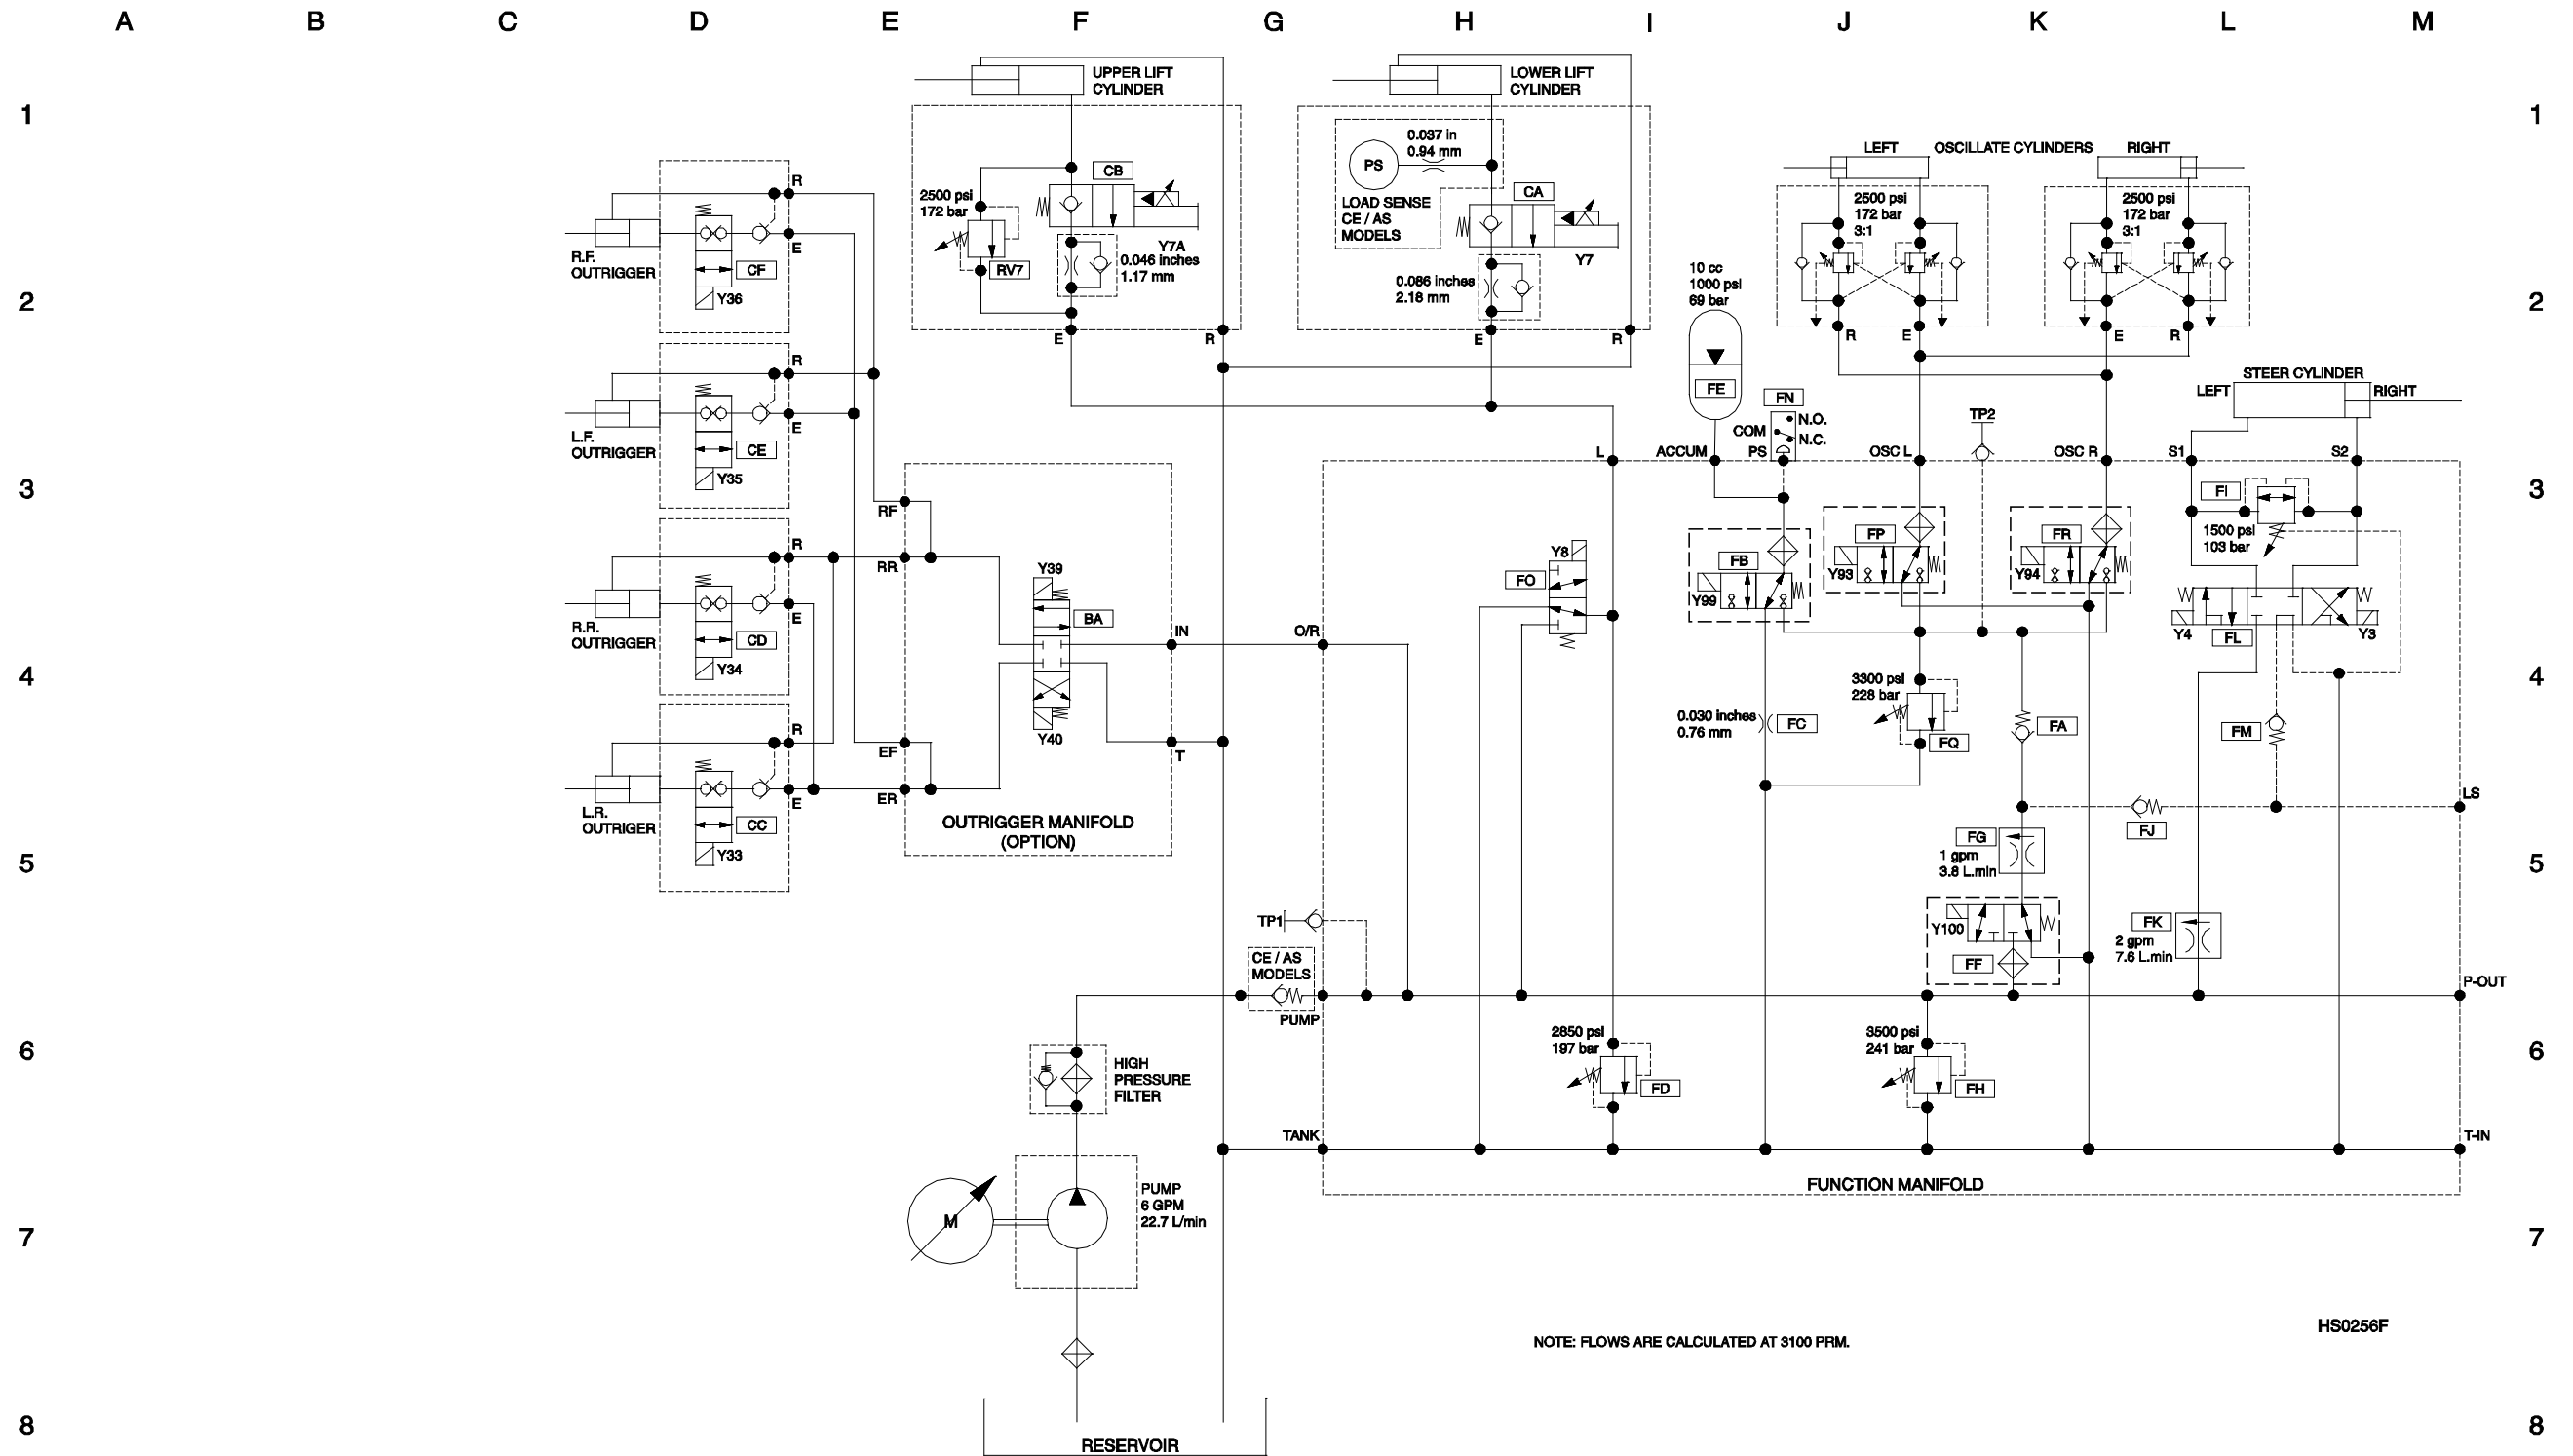 A B C D E F G H I J K L M
1
1
UPPER LIFT
CYLINDER
2500 psi
172 bar
CB
RV7
Y7A
0.046 inches
1.17 mm
E
R
LOWER LIFT
CYLINDER
0.037 in
0.94 mm
PS
LOAD SENSE
CE / AS
MODELS
CA
Y7
0.086 inches
2.18 mm
E
R
LEFT
OSCILLATE CYLINDERS
RIGHT
2500 psi
172 bar
3:1
R
E
2500 psi
172 bar
3:1
E
R
2
2
R
E
R.F.
OUTRIGGER
CF
Y36
R
E
L.F.
OUTRIGGER
CE
Y35
R
E
R.R.
OUTRIGGER
CD
Y34
R
E
L.R.
OUTRIGER
CC
Y33
3
3
RF
RR
Y39
BA
Y40
IN
T
EF
ER
OUTRIGGER MANIFOLD
(OPTION)
10 cc
1000 psi
69 bar
FE
FN
N.O.
COM
N.C.
PS
L
ACCUM
OSC L
TP2
OSC R
STEER CYLINDER
LEFT
RIGHT
S1
S2
FI
1500 psi
103 bar
O/R
Y8
FO
FB
Y99
FP
Y93
FR
Y94
Y4
FL
Y3
4
4
0.030 inches
0.76 mm
FC
3300 psi
228 bar
FQ
FA
FM
FJ
LS
5
5
FG
1 gpm
3.8 L.min
Y100
FF
FK
2 gpm
7.6 L.min
TP1
CE / AS
MODELS
PUMP
P-OUT
6
6
HIGH
PRESSURE
FILTER
2850 psi
197 bar
FD
3500 psi
241 bar
FH
TANK
T-IN
FUNCTION MANIFOLD
7
7
M
PUMP
6 GPM
22.7 L/min
NOTE: FLOWS ARE CALCULATED AT 3100 PRM.
HS0256F
8
8
RESERVOIR